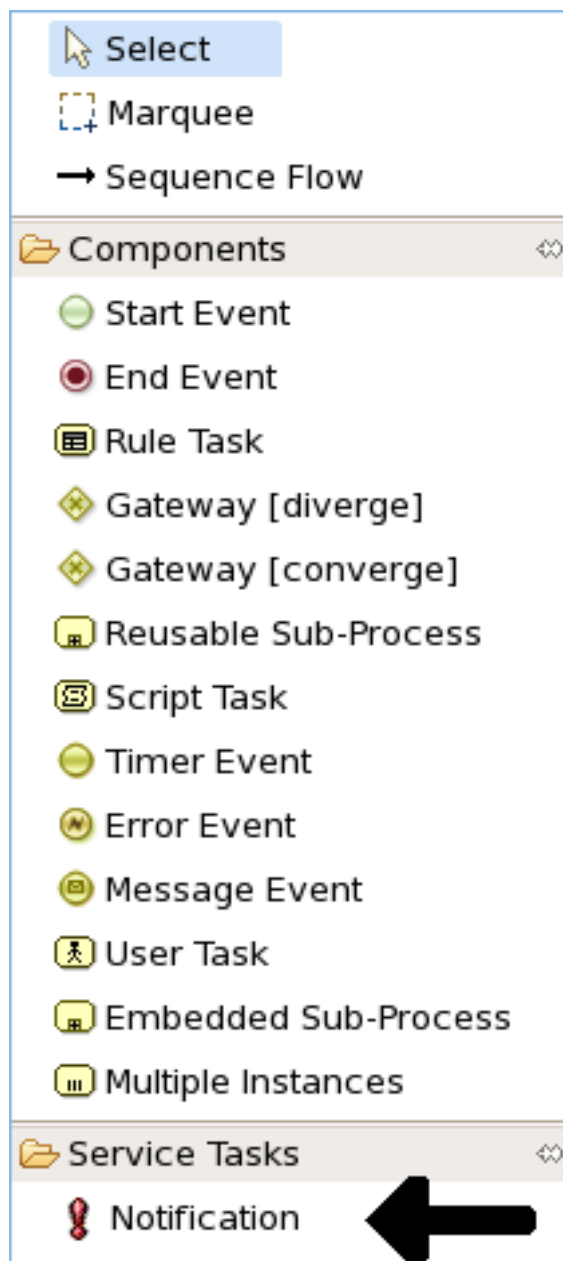 Select
Marquee
Sequence Flow
Components
Start Event
End Event
Rule Task
Gateway [diverge]
Gateway [converge]
Reusable Sub-Process
Script Task
Timer Event
Error Event
Message Event
User Task
Embedded Sub-Process
Multiple Instances
Service Tasks
Notification